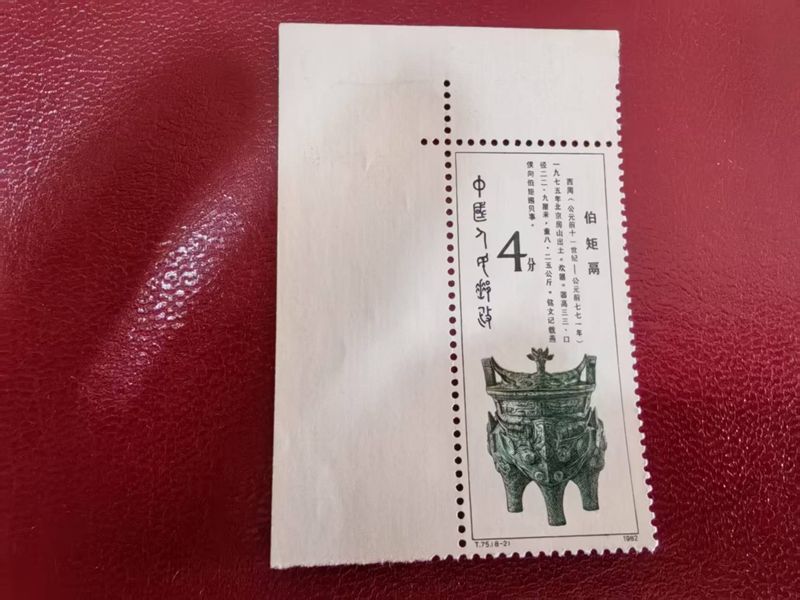 伯矩鬲
西周（公元前十一世纪——公元前七七一年）
一九七五年北京房山出土。炊器。器高三三、口
径二二·九厘米，重八·二五公斤。铭文记载燕
侯向伯矩赐贝事。
4分
中国人民邮政
T.75.(8-2)
1982